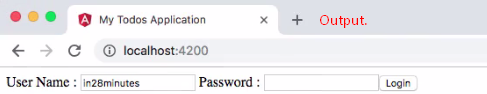 My Todos Application
Output.
localhost:4200
User Name : in28minutes Password : Login